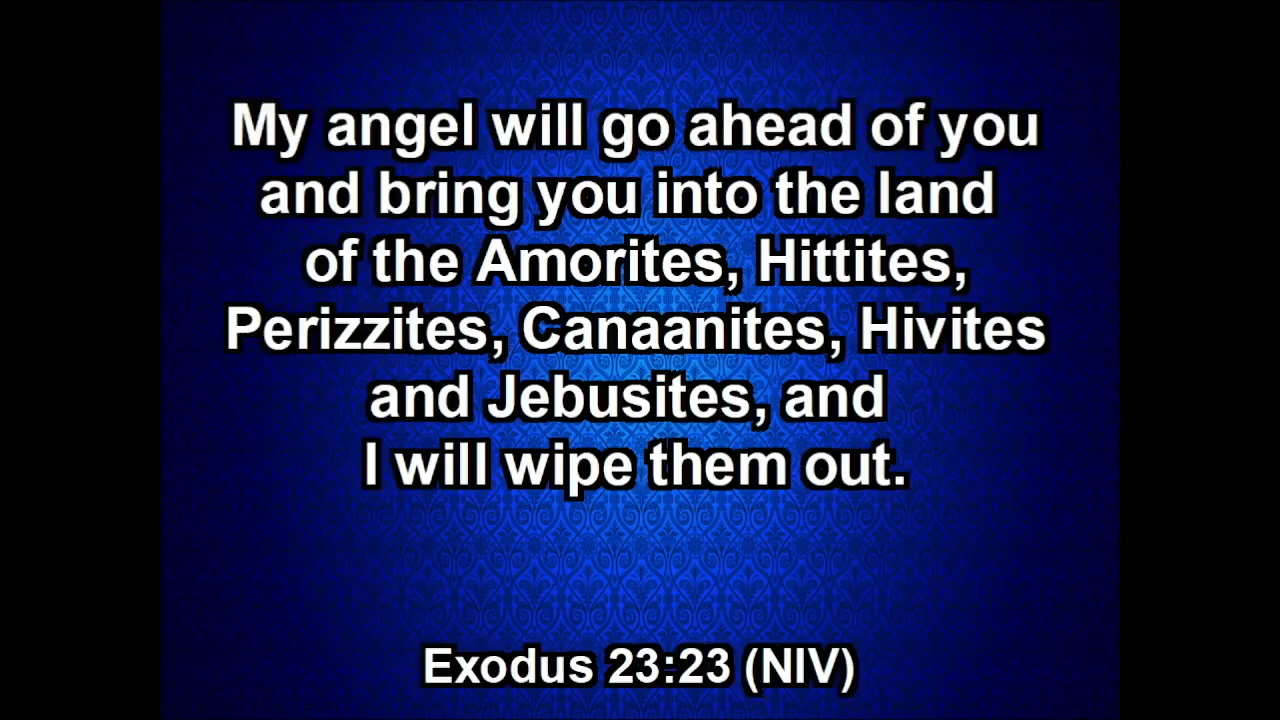 My angel will go ahead of you
and bring you into the land
of the Amorites, Hittites,
Perizzites, Canaanites, Hivites
and Jebusites, and
I will wipe them out.
Exodus 23:23 (NIV)